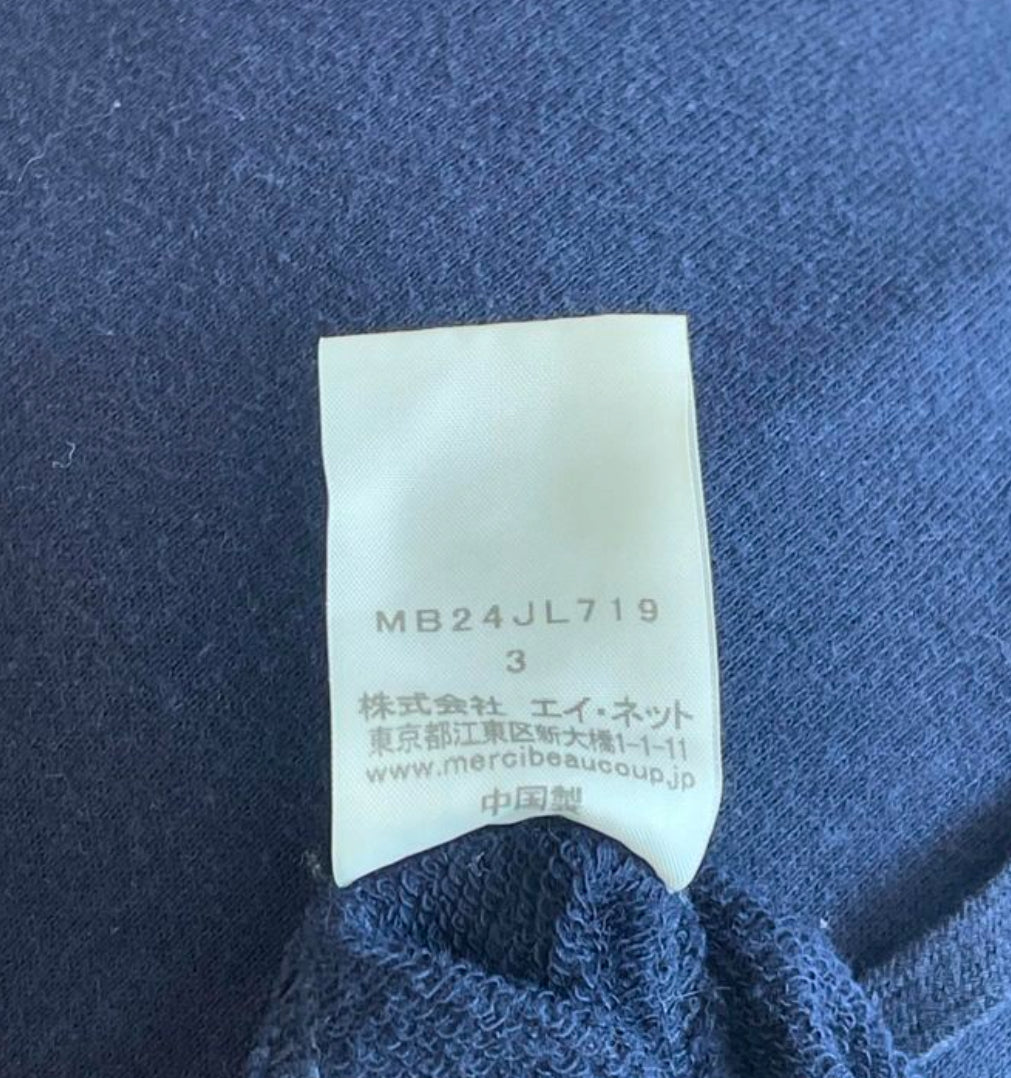 MB24JL719
3
株式会社 エイ・ネット
東京都江東区新大橋1-1-11
www.mercibeaucoup.jp
中国製